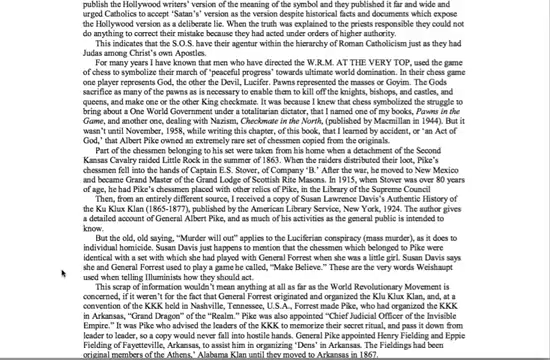 publish the Hollywood writers' version of the meaning of the symbol and they published it far and wide and
urged Catholics to accept 'Satan's' version as the version despite historical facts and documents which expose
the Hollywood version as a deliberate lie. When the truth was explained to the priests responsible they could not
do anything to correct their mistake because they had acted under orders of higher authority.
This indicates that the S.O.S. have their agentur within the hierarchy of Roman Catholicism just as they had
Judas among Christ's own Apostles.
For many years I have known that men who have directed the W.R.M. AT THE VERY TOP, used the game
of chess to symbolize their march of 'peaceful progress' towards ultimate world domination. In their chess game
one player represents God, the other the Devil, Lucifer. Pawns represented the masses or Goyim. The Gods
sacrifice as many of the pawns as is necessary to enable them to kill off the knights, bishops, and castles, and
queens, and make one or the other King checkmate. It was because I knew that chess symbolized the struggle to
bring about a One World Government under a totalitarian dictator, that I named one of my books, Pawns in the
Game, and another one, dealing with Nazism, Checkmate in the North, (published by Macmillan in 1944). But it
wasn't until November, 1958, while writing this chapter, of this book, that I learned by accident, or 'an Act of
God,' that Albert Pike owned an extremely rare set of chessmen copied from the originals.
Part of the chessmen belonging to his set were taken from his home when a detachment of the Second
Kansas Cavalry raided Little Rock in the summer of 1863. When the raiders distributed their loot, Pike's
chessmen fell into the hands of Captain E.S. Stover, of Company 'B.' After the war, he moved to New Mexico
and became Grand Master of the Grand Lodge of Scottish Rite Masons. In 1915, when Stover was over 80 years
of age, he had Pike's chessmen placed with other relics of Pike, in the Library of the Supreme Council
Then, from an entirely different source, I received a copy of Susan Lawrence Davis's Authentic History of
the Ku Klux Klan (1865-1877), published by the American Library Service, New York, 1924. The author gives
a detailed account of General Albert Pike, and as much of his activities as the general public is intended to
know.
But the old, old saying, "Murder will out" applies to the Luciferian conspiracy (mass murder), as it does to
individual homicide. Susan Davis just happens to mention that the chessmen which belonged to Pike were
identical with a set with which she had played with General Forrest when she was a little girl. Susan Davis says
she and General Forrest used to play a game he called, "Make Believe." These are the very words Weishaupt
used when telling Illuminists how they should act.
This scrap of information wouldn't mean anything at all as far as the World Revolutionary Movement is
concerned, if it weren't for the fact that General Forrest originated and organized the Klu Klux Klan, and, at a
convention of the KKK held in Nashville, Tennessee, U.S.A., Forrest made Pike, who had organized the KKK
in Arkansas, "Grand Dragon" of the "Realm." Pike was also appointed "Chief Judicial Officer of the Invisible
Empire." It was Pike who advised the leaders of the KKK to memorize their secret ritual, and pass it down from
leader to leader, so a copy would never fall into hostile hands. General Pike appointed Henry Fielding and Eppie
Fielding of Fayetteville, Arkansas, to assist him in organizing 'Dens' in Arkansas. The Fieldings had been
original members of the Athens,' Alabama Klan until they moved to Arkansas in 1867.